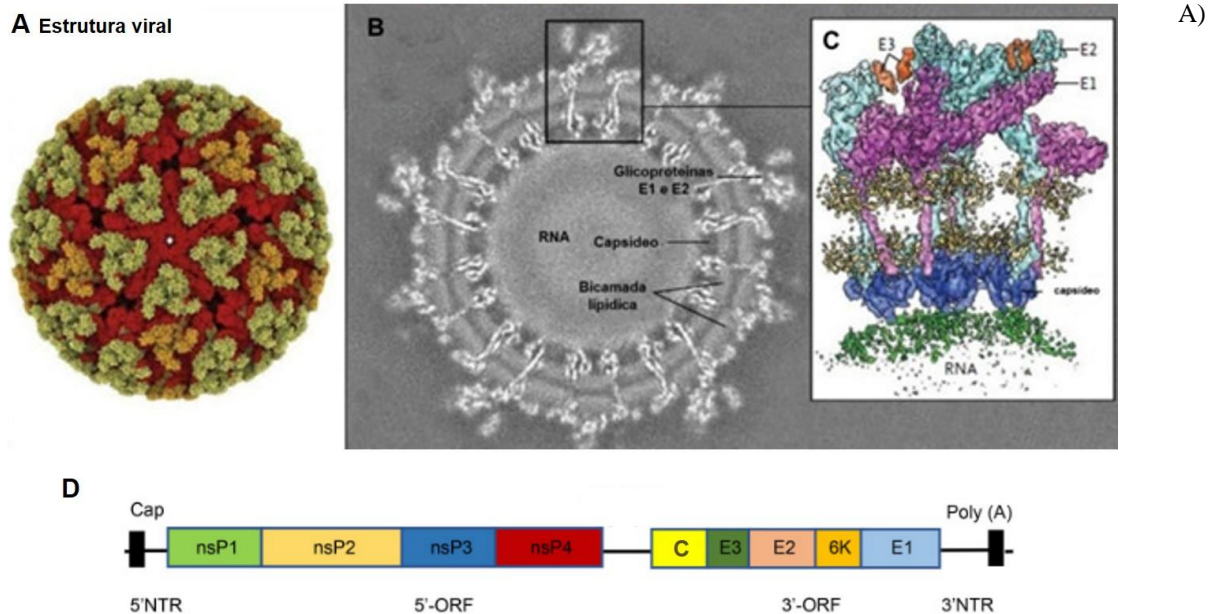 A Estrutura viral
B
Glicoproteínas
E1 e E2
RNA
Capsídeo
Bicamada
lipídica
C
E3
E2
E1
capsídeo
RNA
A)
D
Cap
Poly (A)
nsP1 nsP2 nsP3 nsP4 C E3 E2 6K E1
5'NTR 5'-ORF 3'-ORF 3'NTR